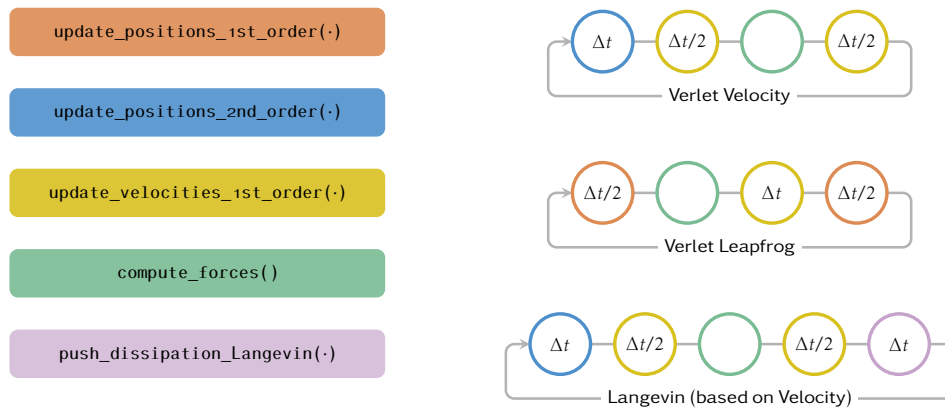 update_positions_1st_order(·)
update_positions_2nd_order(·)
update_velocities_1st_order(·)
compute_forces()
push_dissipation_Langevin(·)
Δt Δt/2 Δt/2
Verlet Velocity
Δt/2 Δt Δt/2
Verlet Leapfrog
Δt Δt/2 Δt/2 Δt
Langevin (based on Velocity)